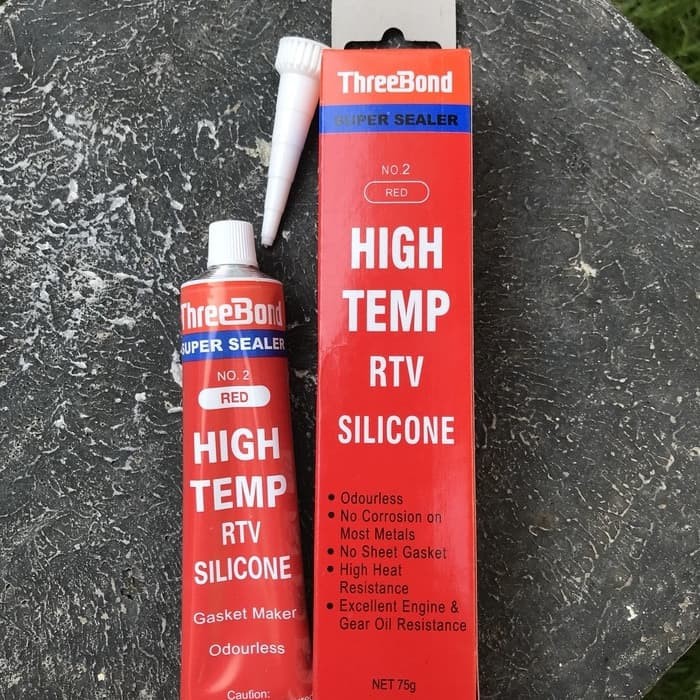 ThreeBond
SUPER SEALER
NO.2
RED
HIGH
TEMP
RTV
SILICONE
• Odourless
• No Corrosion on
Most Metals
• No Sheet Gasket
• High Heat
Resistance
• Excellent Engine &
Gear Oil Resistance
NET 75g
ThreeBond
SUPER SEALER
NO. 2
RED
HIGH
TEMP
RTV
SILICONE
Gasket Maker
Odourless
Caution: